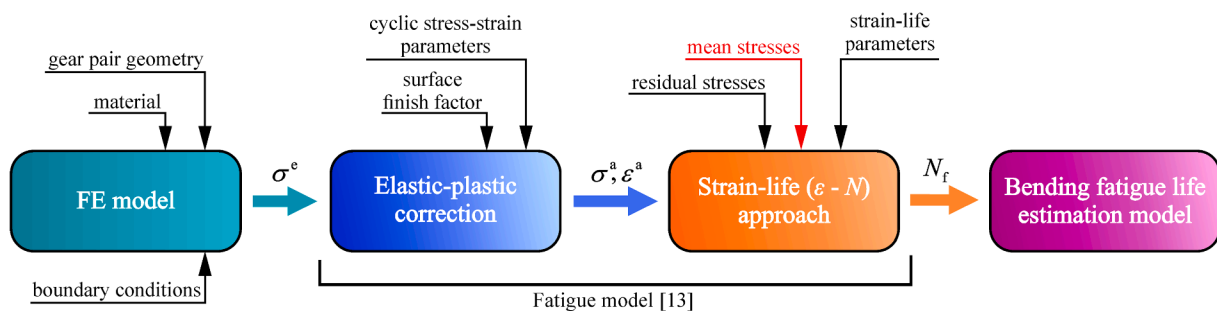 gear pair geometry
material
FE model
boundary conditions
σᵉ
cyclic stress-strain
parameters
surface
finish factor
Elastic-plastic
correction
σᵃ, εᵃ
mean stresses
residual stresses
strain-life
parameters
Strain-life (ε - N)
approach
N_f
Bending fatigue life
estimation model
Fatigue model [13]